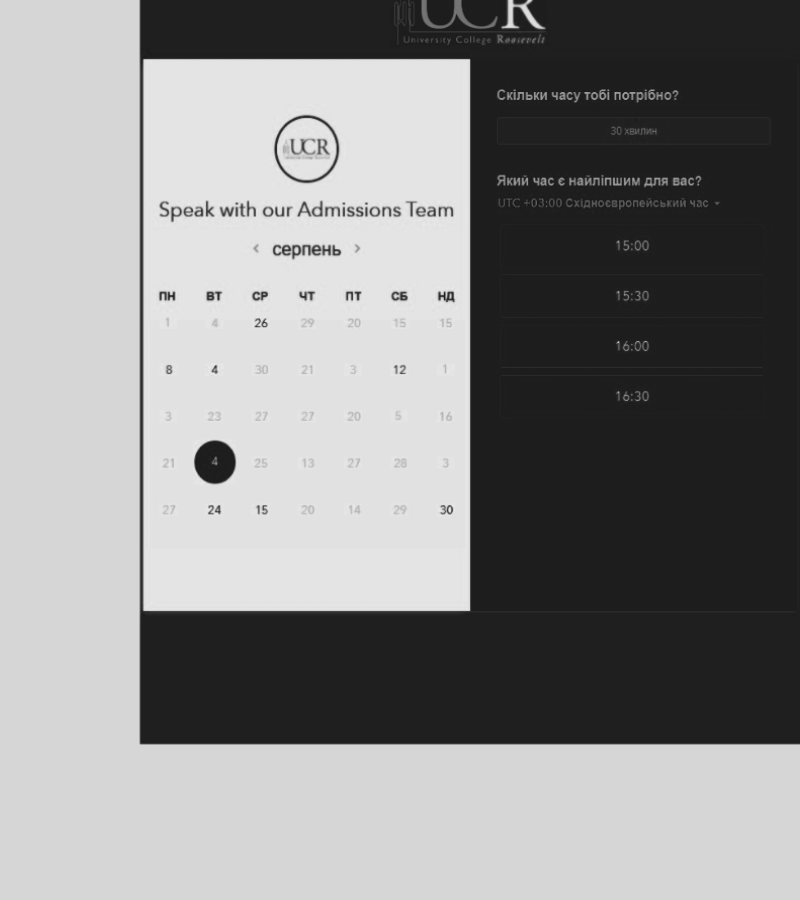 UCR
University College Roosevelt
UCR
Speak with our Admissions Team
< серпень >
ПН ВТ СР ЧТ ПТ СБ НД
1 4 26 29 20 15 15
8 4 30 21 3 12 1
3 23 27 27 20 5 16
21 4 25 13 27 28 3
27 24 15 20 14 29 30
Скільки часу тобі потрібно?
30 хвилин
Який час є найліпшим для вас?
UTC +03:00 Східноєвропейський час
15:00
15:30
16:00
16:30